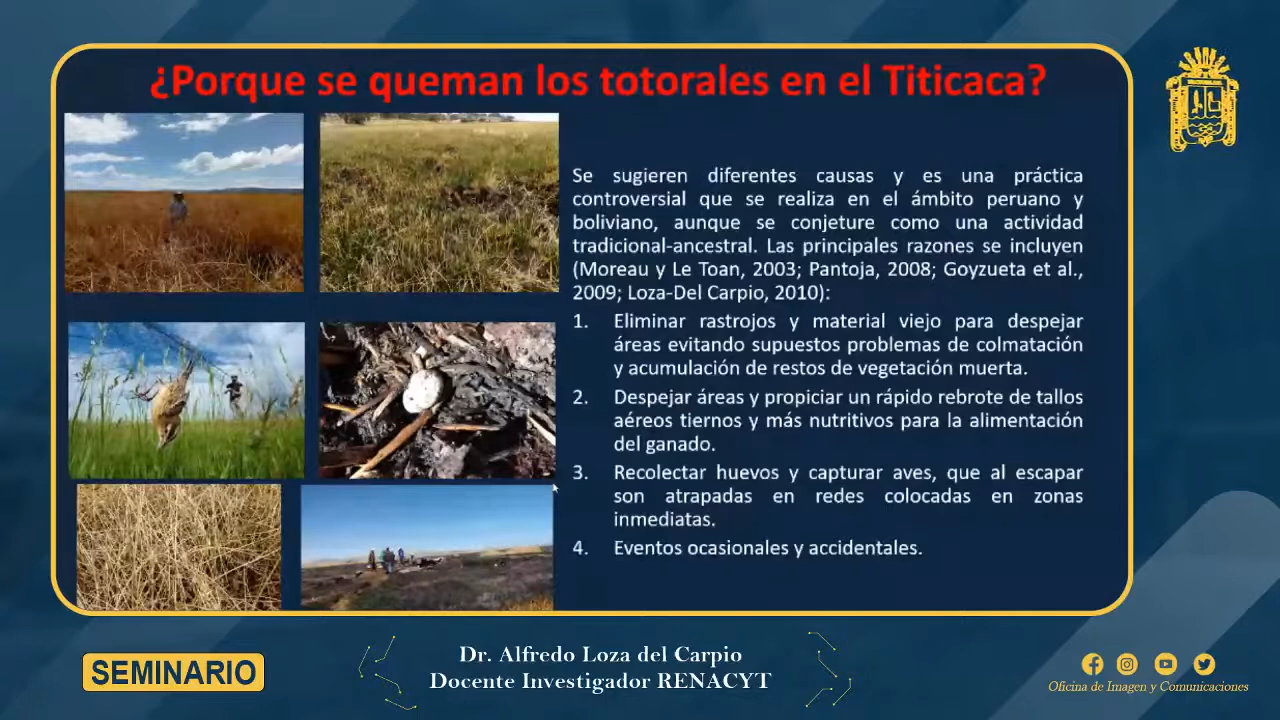 ¿Porque se queman los totorales en el Titicaca?
Se sugieren diferentes causas y es una práctica
controversial que se realiza en el ámbito peruano y
boliviano, aunque se conjeture como una actividad
tradicional-ancestral. Las principales razones se incluyen
(Moreau y Le Toan, 2003; Pantoja, 2008; Goyzueta et al.,
2009; Loza-Del Carpio, 2010):
1. Eliminar rastrojos y material viejo para despejar
áreas evitando supuestos problemas de colmatación
y acumulación de restos de vegetación muerta.
2. Despejar áreas y propiciar un rápido rebrote de tallos
aéreos tiernos y más nutritivos para la alimentación
del ganado.
3. Recolectar huevos y capturar aves, que al escapar
son atrapadas en redes colocadas en zonas
inmediatas.
4. Eventos ocasionales y accidentales.
SEMINARIO
Dr. Alfredo Loza del Carpio
Docente Investigador RENACYT
Oficina de Imagen y Comunicaciones